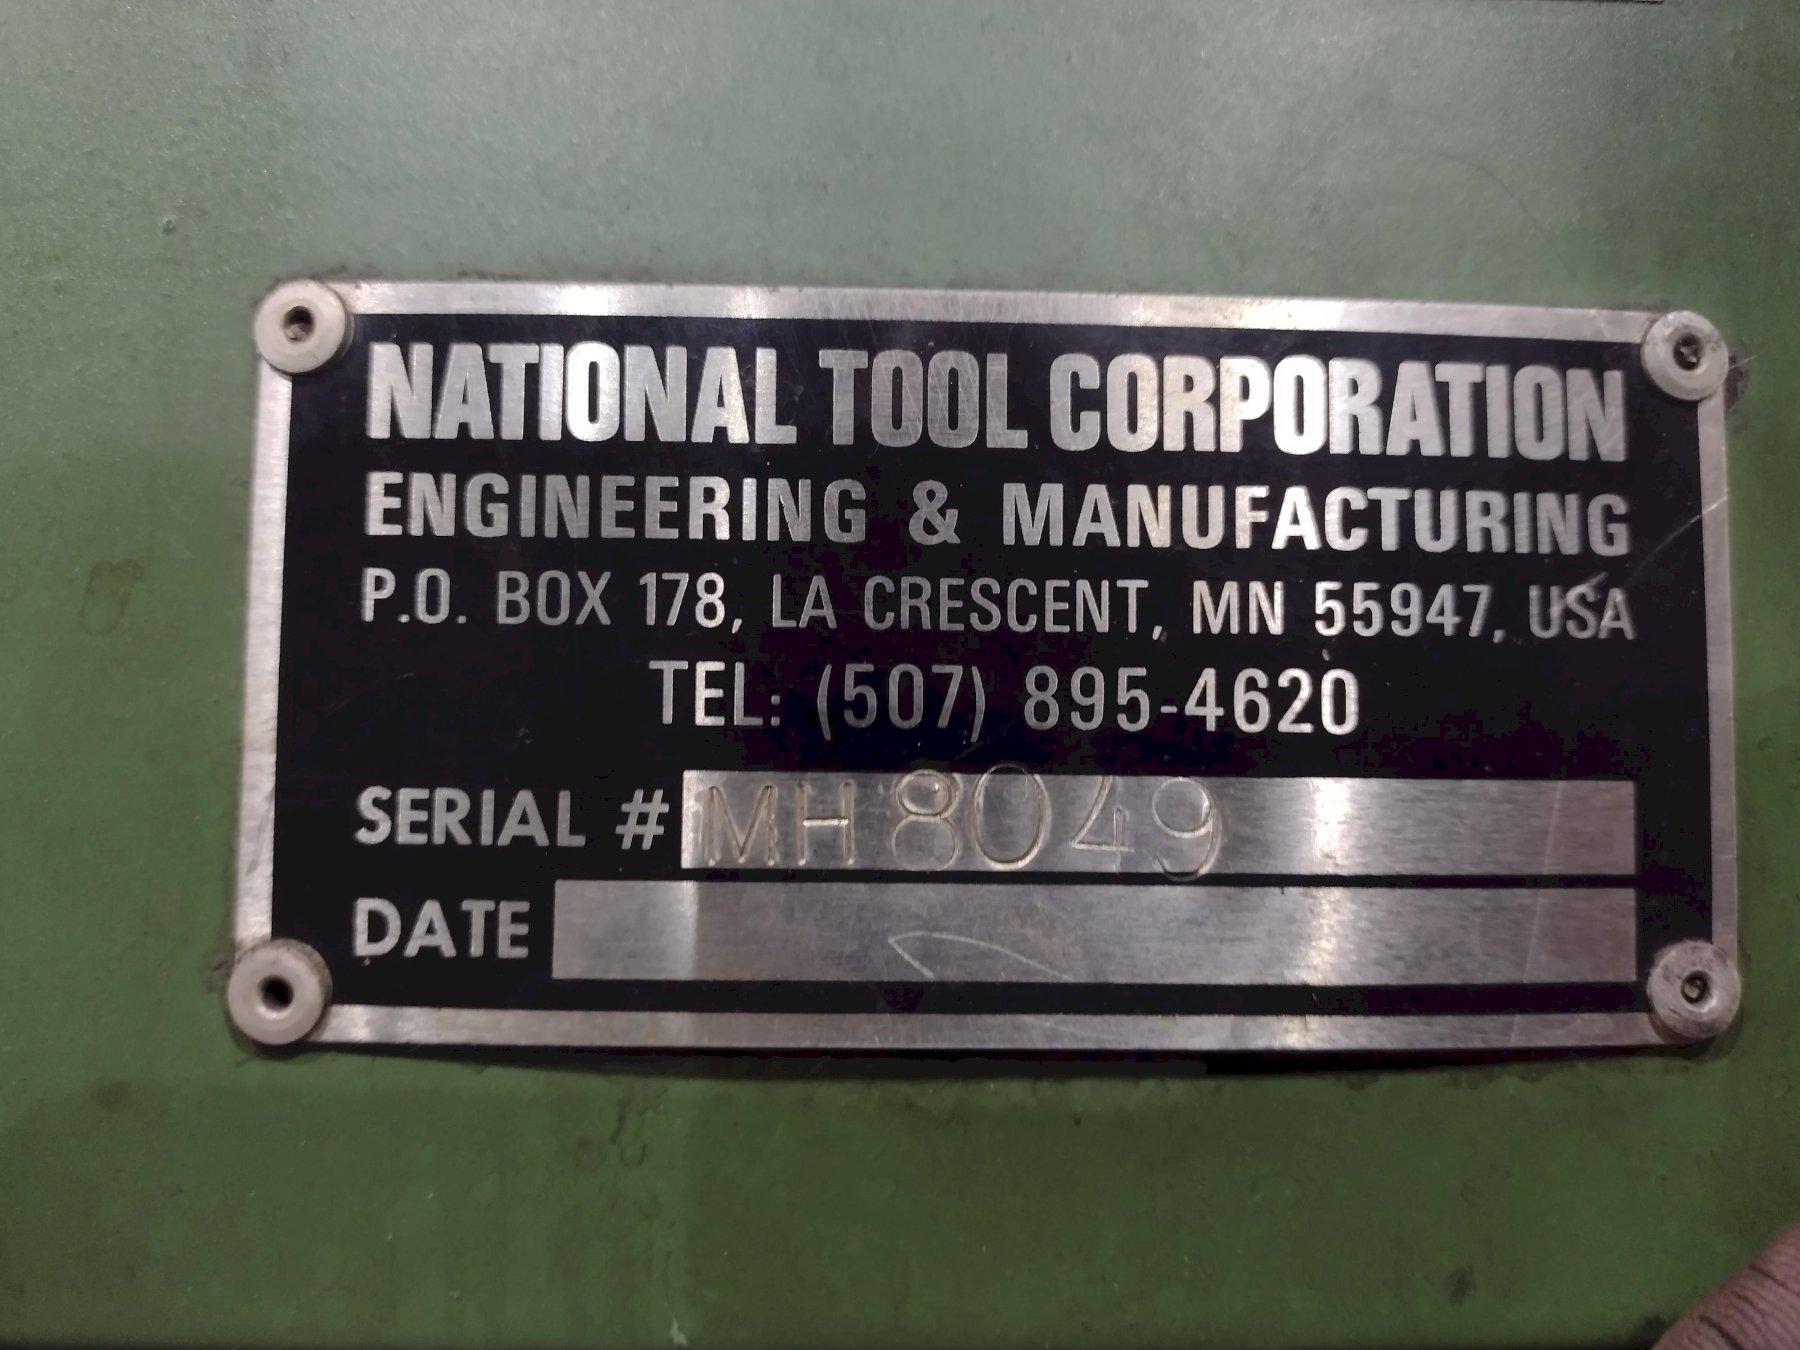 NATIONAL TOOL CORPORATION
ENGINEERING & MANUFACTURING
P.O. BOX 178, LA CRESCENT, MN 55947, USA
TEL: (507) 895-4620
SERIAL # MH8049
DATE